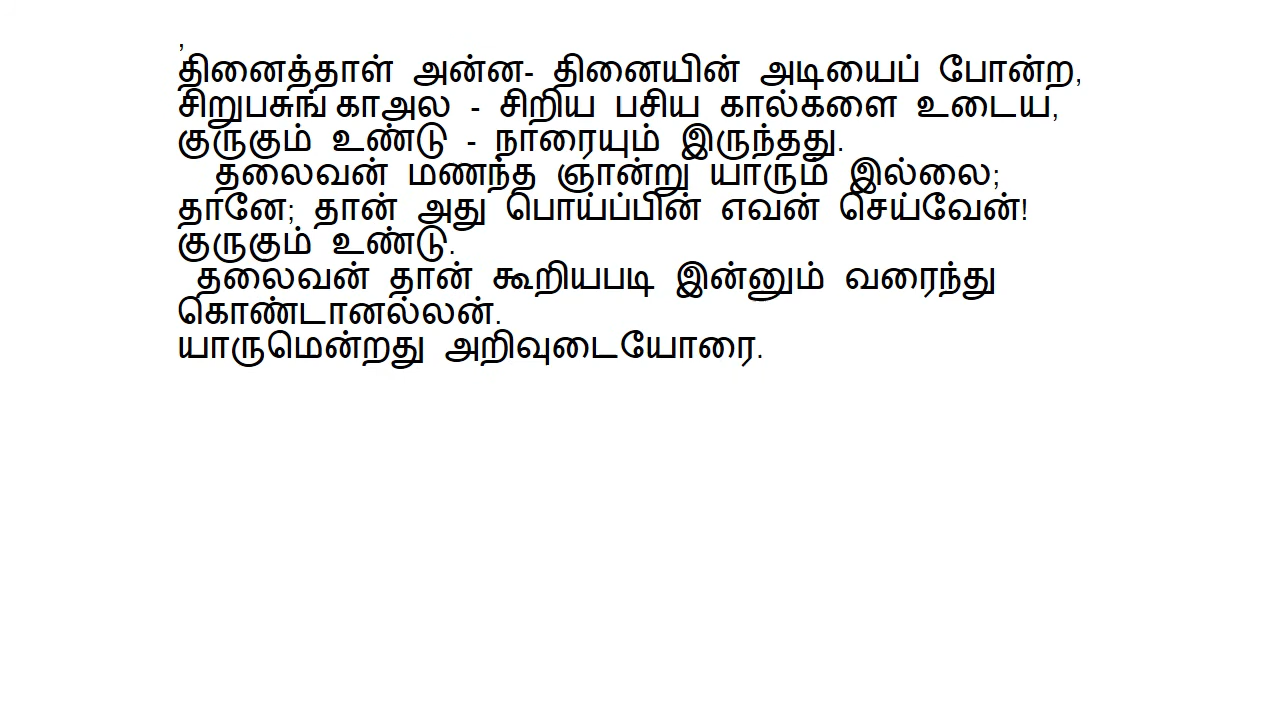 ,
தினைத்தாள் அன்ன- தினையின் அடியைப் போன்ற,
சிறுபசுங் காஅல - சிறிய பசிய கால்களை உடைய,
குருகும் உண்டு - நாரையும் இருந்தது.
தலைவன் மணந்த ஞான்று யாரும் இல்லை;
தானே; தான் அது பொய்ப்பின் எவன் செய்வேன்!
குருகும் உண்டு.
தலைவன் தான் கூறியபடி இன்னும் வரைந்து
கொண்டானல்லன்.
யாருமென்றது அறிவுடையோரை.